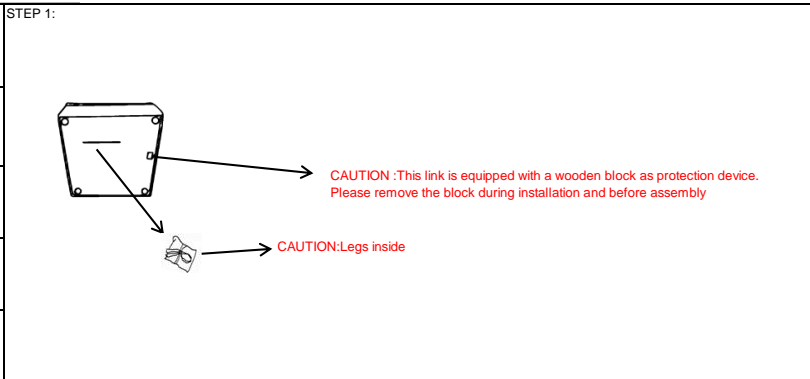 STEP 1:
CAUTION :This link is equipped with a wooden block as protection device.
Please remove the block during installation and before assembly
CAUTION:Legs inside